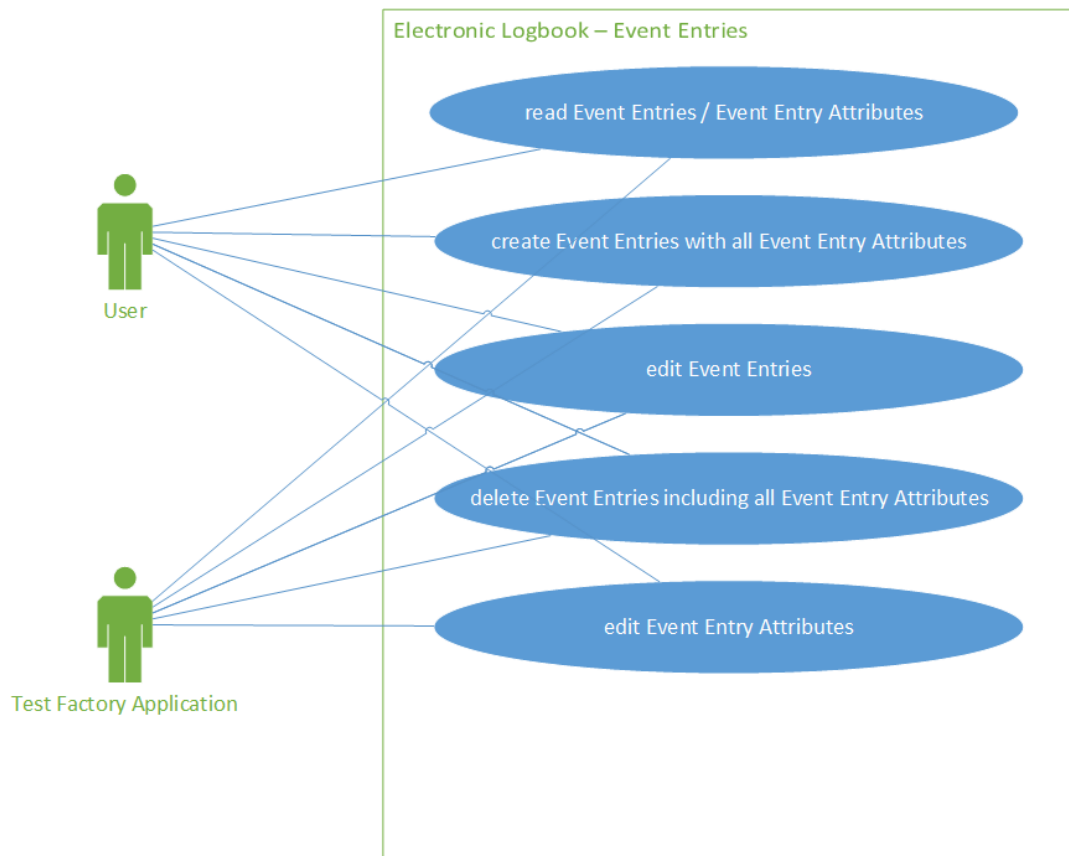 Electronic Logbook – Event Entries
read Event Entries / Event Entry Attributes
create Event Entries with all Event Entry Attributes
User
edit Event Entries
delete Event Entries including all Event Entry Attributes
edit Event Entry Attributes
Test Factory Application